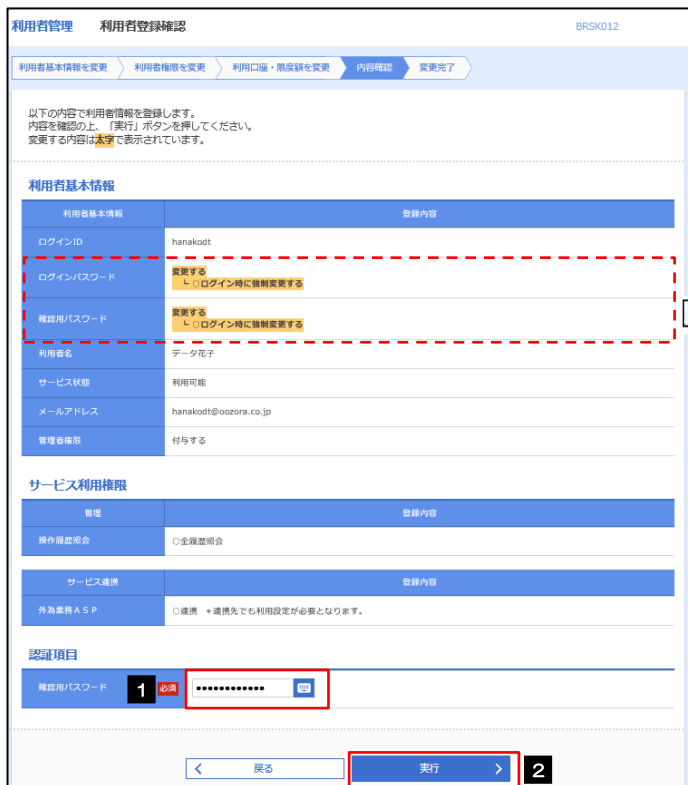 利用者管理 利用者登録確認 BRSK012
利用者基本情報を変更 利用者権限を変更 利用口座・限度額を変更 内容確認 変更完了
以下の内容で利用者情報を登録します。
内容を確認の上、「実行」ボタンを押してください。
変更する内容は太字で表示されています。
利用者基本情報
利用者基本情報 登録内容
ログインID hanakodt
ログインパスワード 変更する
└ ○ログイン時に強制変更する
確認用パスワード 変更する
└ ○ログイン時に強制変更する
利用者名 データ花子
サービス状態 利用可能
メールアドレス hanakodt@oozora.co.jp
管理者権限 付与する
サービス利用権限
管理 登録内容
操作履歴照会 ○全履歴照会
サービス連携 登録内容
外為業務ASP ○連携 *連携先でも利用設定が必要となります。
認証項目
確認用パスワード 1 必須 ●●●●●●●●●●●●
戻る 実行 2